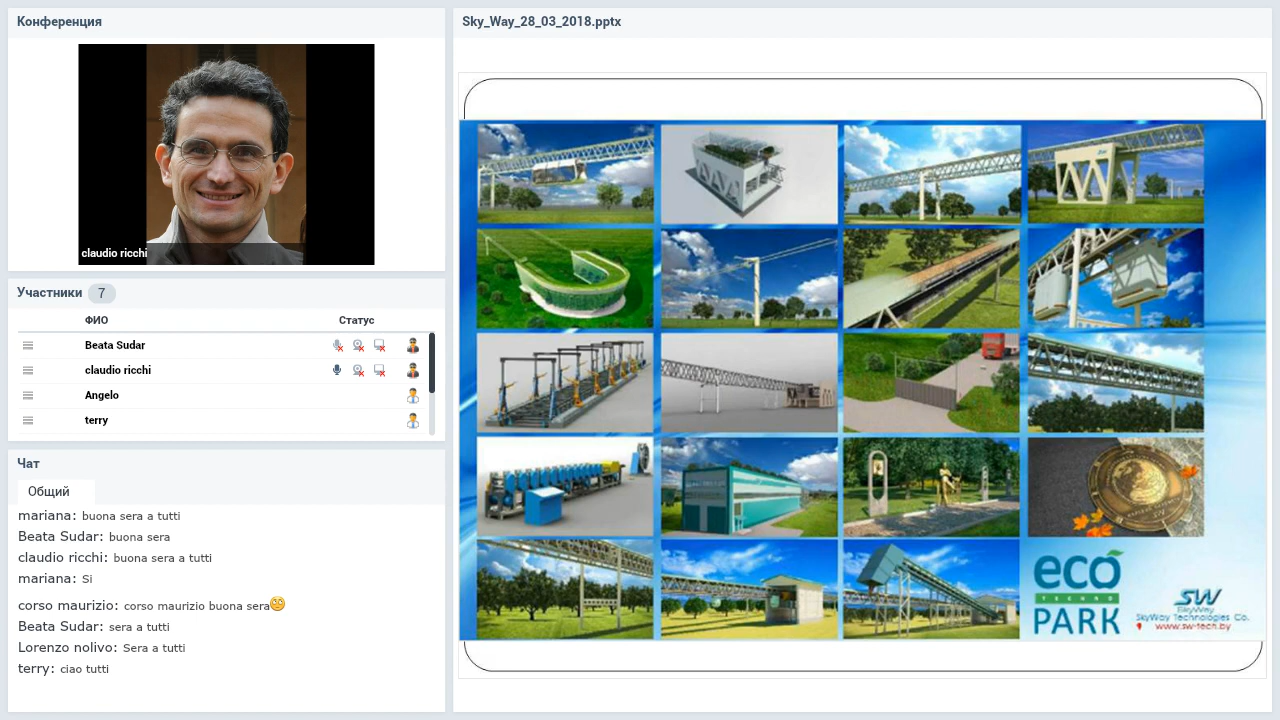 Конференция
claudio ricchi
Участники 7
ФИО Статус
Beata Sudar
claudio ricchi
Angelo
terry
Чат
Общий
mariana: buona sera a tutti
Beata Sudar: buona sera
claudio ricchi: buona sera a tutti
mariana: Si
corso maurizio: corso maurizio buona sera
Beata Sudar: sera a tutti
Lorenzo nolivo: Sera a tutti
terry: ciao tutti
Sky_Way_28_03_2018.pptx
eco
TECHNO
PARK
SW
SkyWay
SkyWay Technologies Co.
www.sw-tech.by